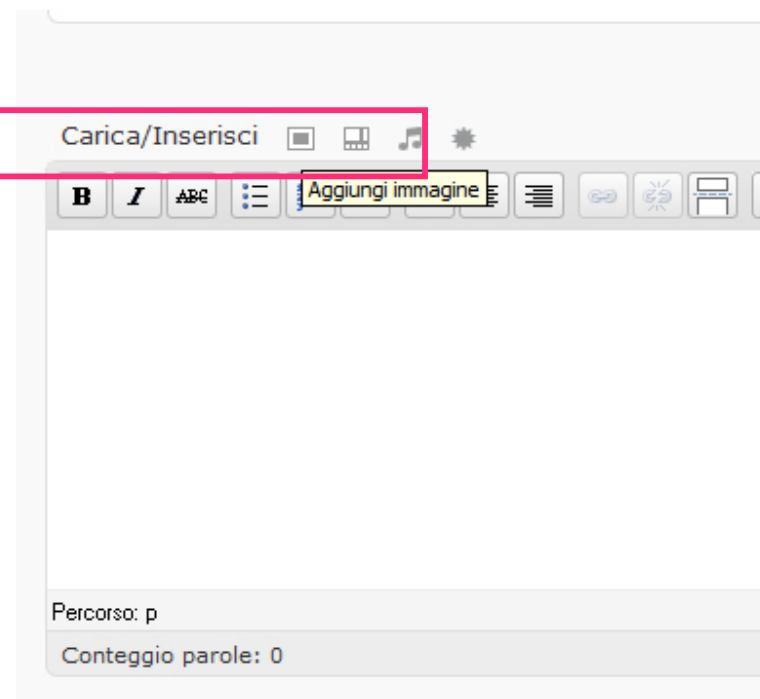 Carica/Inserisci
B I ABC
Aggiungi immagine
Percorso: p
Conteggio parole: 0